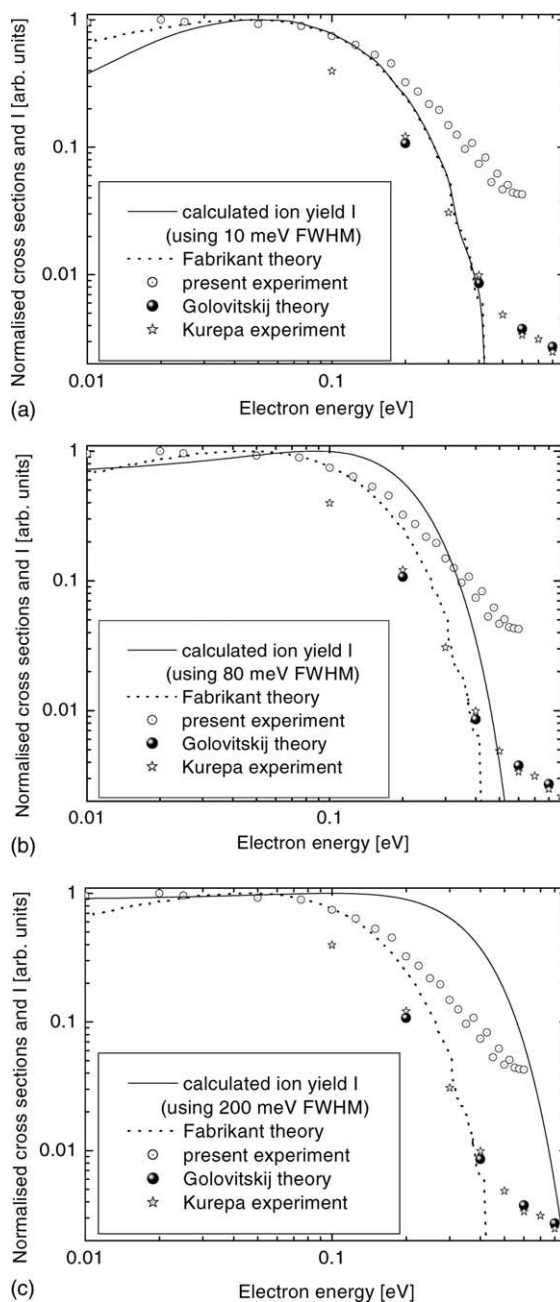 (a)
Normalised cross sections and I [arb. units]
1
0.1
0.01
calculated ion yield I
(using 10 meV FWHM)
Fabrikant theory
present experiment
Golovitskij theory
Kurepa experiment
0.01
0.1
Electron energy [eV]
(b)
Normalised cross sections and I [arb. units]
1
0.1
0.01
calculated ion yield I
(using 80 meV FWHM)
Fabrikant theory
present experiment
Golovitskij theory
Kurepa experiment
0.01
0.1
Electron energy [eV]
(c)
Normalised cross sections and I [arb. units]
1
0.1
0.01
calculated ion yield I
(using 200 meV FWHM)
Fabrikant theory
present experiment
Golovitskij theory
Kurepa experiment
0.01
0.1
Electron energy [eV]